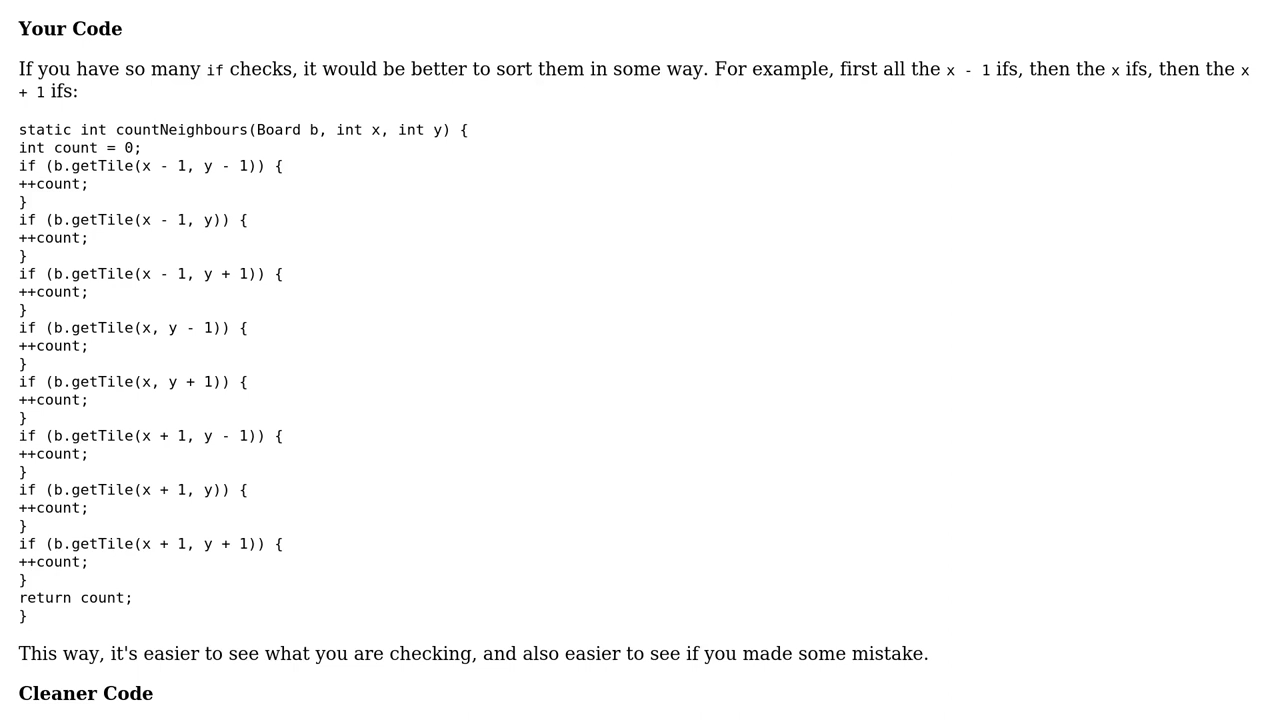 Your Code
If you have so many if checks, it would be better to sort them in some way. For example, first all the x - 1 ifs, then the x ifs, then the x
+ 1 ifs:
static int countNeighbours(Board b, int x, int y) {
int count = 0;
if (b.getTile(x - 1, y - 1)) {
++count;
}
if (b.getTile(x - 1, y)) {
++count;
}
if (b.getTile(x - 1, y + 1)) {
++count;
}
if (b.getTile(x, y - 1)) {
++count;
}
if (b.getTile(x, y + 1)) {
++count;
}
if (b.getTile(x + 1, y - 1)) {
++count;
}
if (b.getTile(x + 1, y)) {
++count;
}
if (b.getTile(x + 1, y + 1)) {
++count;
}
return count;
}
This way, it's easier to see what you are checking, and also easier to see if you made some mistake.
Cleaner Code